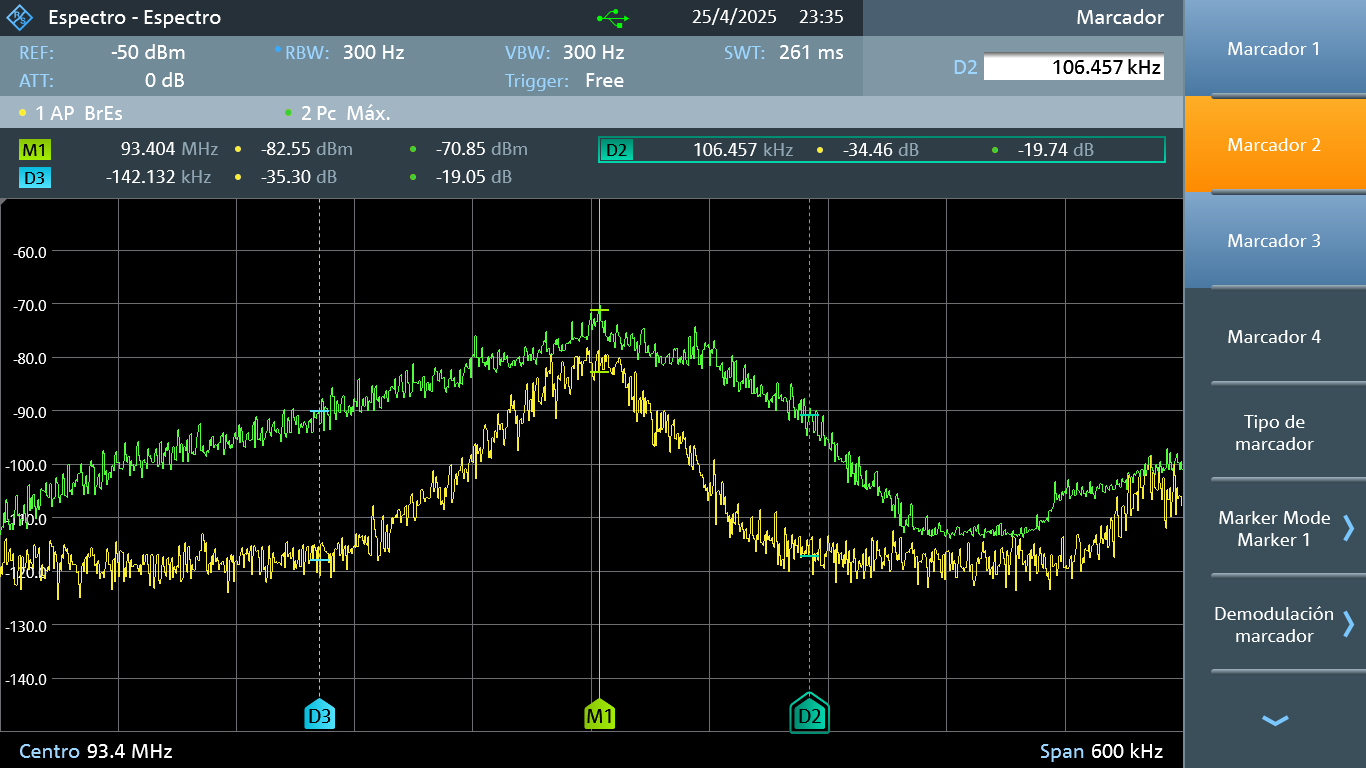 Espectro - Espectro 25/4/2025 23:35 Marcador
REF: -50 dBm RBW: 300 Hz VBW: 300 Hz SWT: 261 ms
D2 106.457 kHz
ATT: 0 dB Trigger: Free
1 AP BrEs 2 Pc Máx.
M1 93.404 MHz -82.55 dBm -70.85 dBm D2 106.457 kHz -34.46 dB -19.74 dB
D3 -142.132 kHz -35.30 dB -19.05 dB
-60.0
-70.0
-80.0
-90.0
-100.0
-110.0
-120.0
-130.0
-140.0
D3 M1 D2
Centro 93.4 MHz Span 600 kHz
Marcador 1
Marcador 2
Marcador 3
Marcador 4
Tipo de
marcador
Marker Mode
Marker 1
Demodulación
marcador